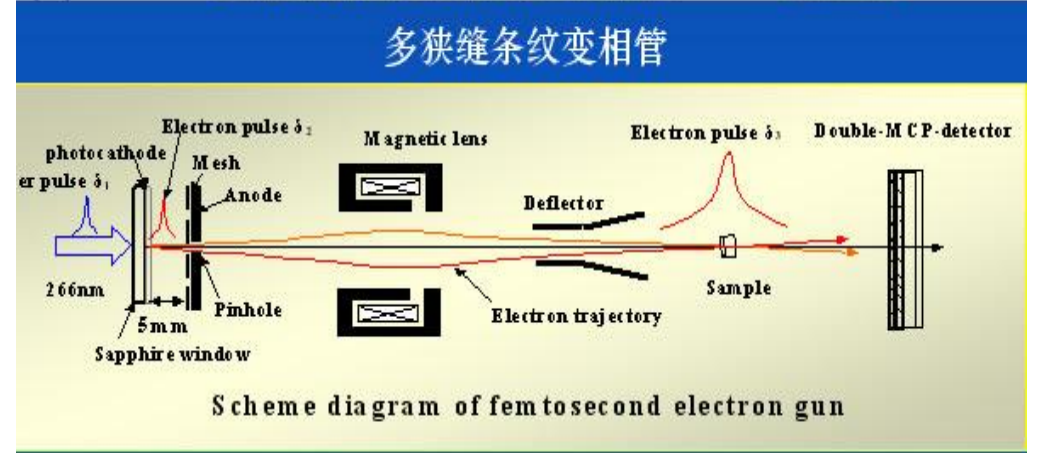 多狭缝条纹变相管
Electron pulse δ₂
Magnetic lens
Electron pulse δ₃
Double-MCP-detector
photocathode
Mesh
er pulse δ₁
Anode
Deflector
266nm
Pinhole
Sample
5mm
Electron trajectory
Sapphire window
Scheme diagram of femtosecond electron gun